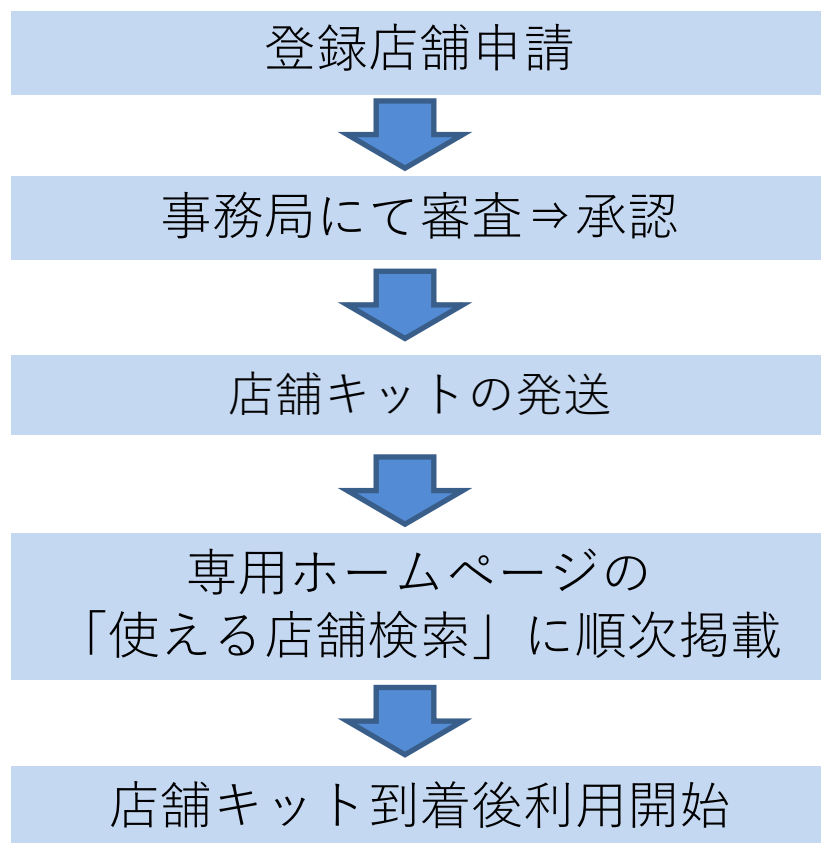 登録店舗申請
事務局にて審査⇒承認
店舗キットの発送
専用ホームページの
「使える店舗検索」に順次掲載
店舗キット到着後利用開始